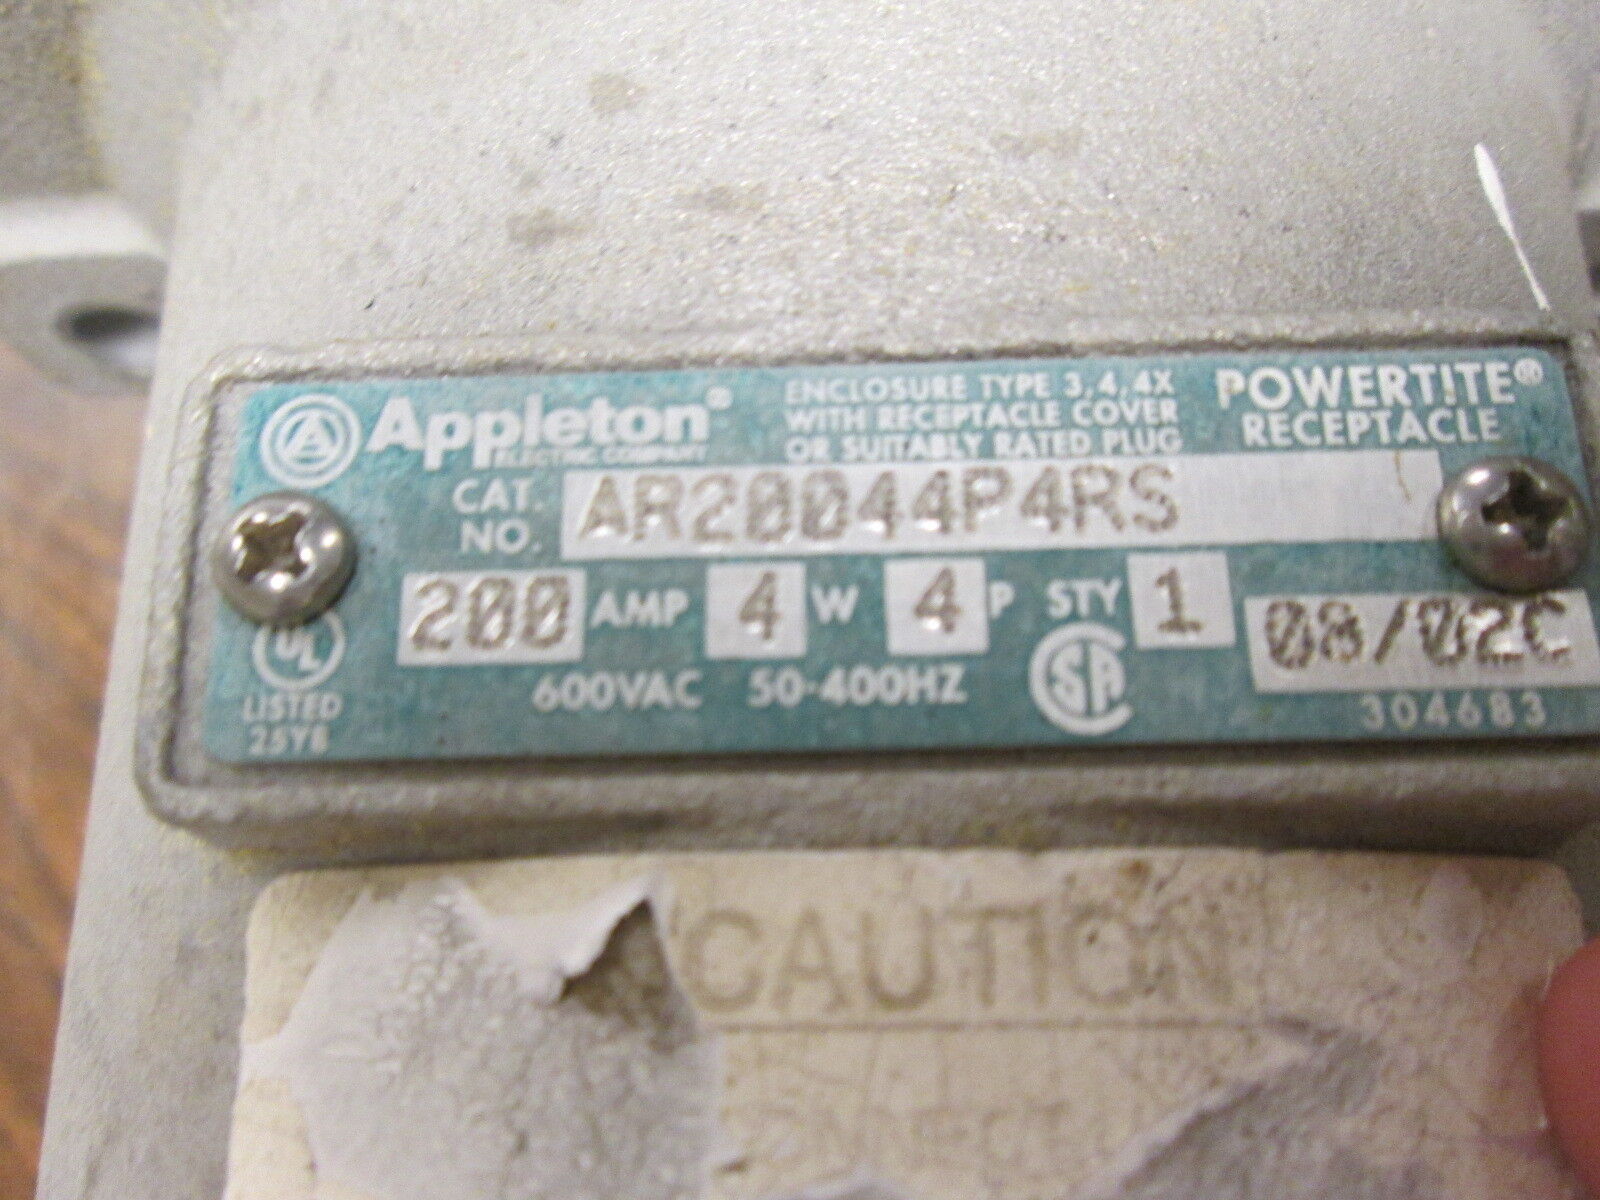 Appleton®
ELECTRIC COMPANY
ENCLOSURE TYPE 3,4,4X
WITH RECEPTACLE COVER
OR SUITABLY RATED PLUG
POWERTITE®
RECEPTACLE
CAT. NO. AR20044P4RS
200 AMP 4 W 4 P STY 1
08/02C
UL
LISTED
25Y8
600VAC 50-400HZ
SA
304683
CAUTION